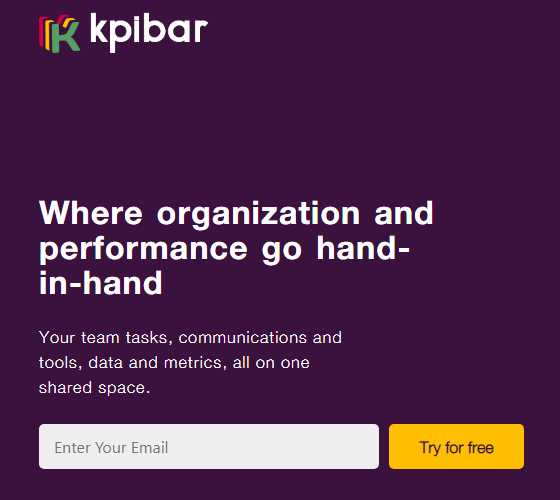 kpibar
Where organization and
performance go hand-
in-hand
Your team tasks, communications and
tools, data and metrics, all on one
shared space.
Enter Your Email
Try for free